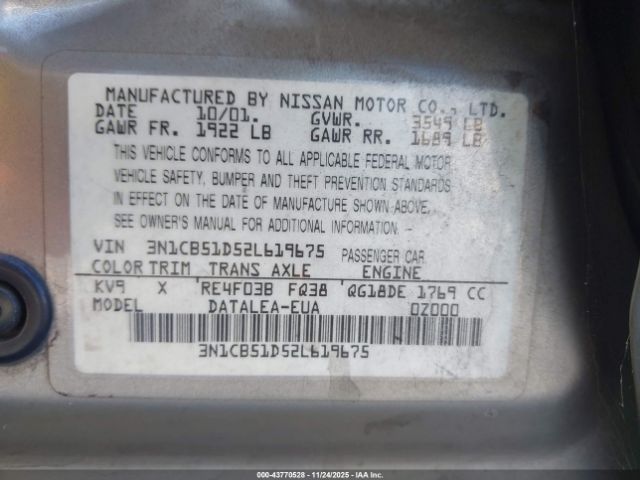 MANUFACTURED BY NISSAN MOTOR CO., LTD.
DATE 10/01. GVWR. 3549 LB
GAWR FR. 1922 LB GAWR RR. 1689 LB
THIS VEHICLE CONFORMS TO ALL APPLICABLE FEDERAL MOTOR
VEHICLE SAFETY, BUMPER AND THEFT PREVENTION STANDARDS
IN EFFECT ON THE DATE OF MANUFACTURE SHOWN ABOVE.
SEE OWNER'S MANUAL FOR ADDITIONAL INFORMATION. -
VIN 3N1CB51D52L619675 PASSENGER CAR
COLOR TRIM TRANS AXLE ENGINE
KV9 X RE4F03B FQ38 QG18DE 1769 CC
MODEL DATALEA-EUA 0Z000
3N1CB51D52L619675
000-43770528 - 11/24/2025 - IAAI.com